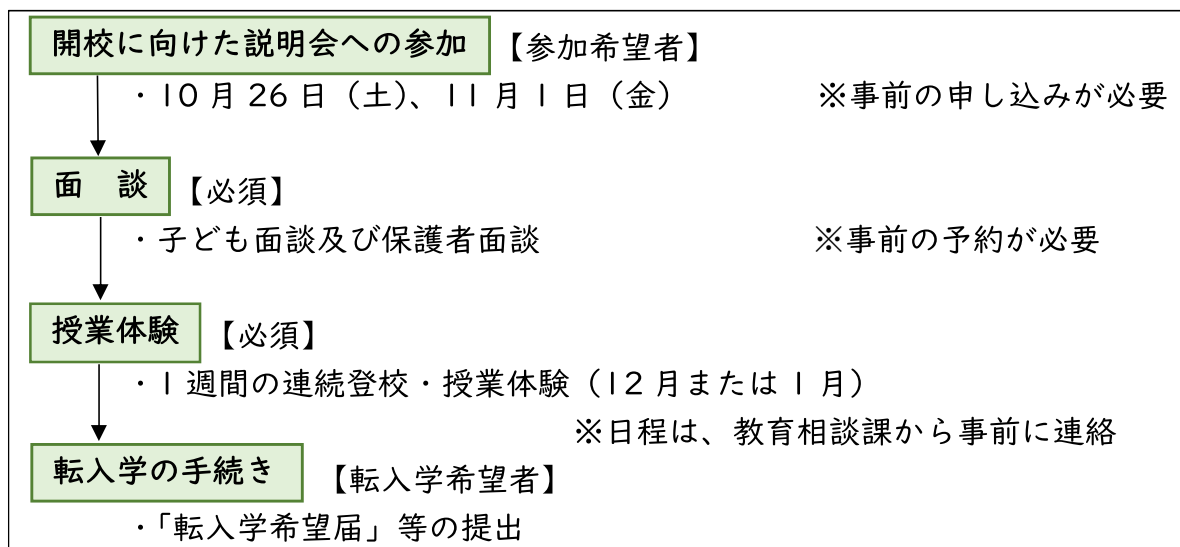 開校に向けた説明会への参加 【参加希望者】
・10月26日（土）、11月1日（金） ※事前の申し込みが必要
面 談 【必須】
・子ども面談及び保護者面談 ※事前の予約が必要
授業体験 【必須】
・1週間の連続登校・授業体験（12月または1月）
※日程は、教育相談課から事前に連絡
転入学の手続き 【転入学希望者】
・「転入学希望届」等の提出